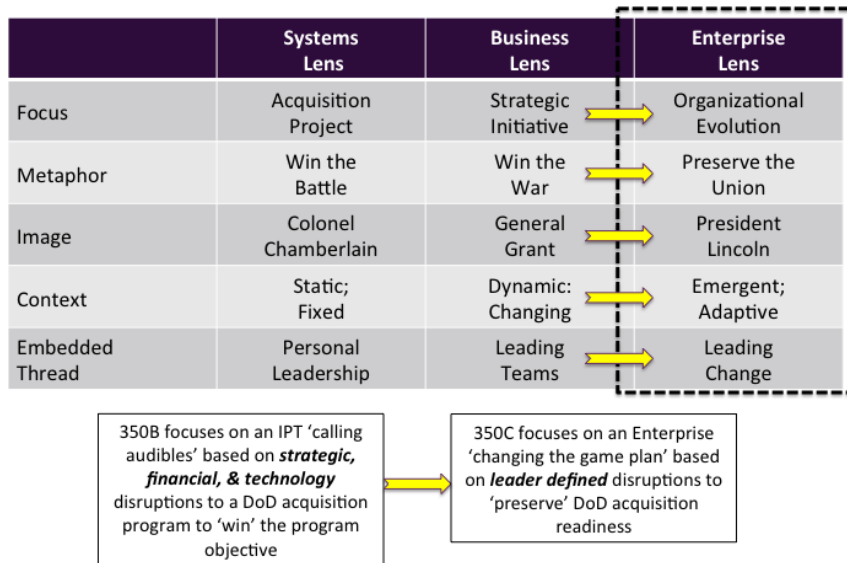 Systems
Lens
Business
Lens
Enterprise
Lens
Focus
Acquisition
Project
Strategic
Initiative
Organizational
Evolution
Metaphor
Win the
Battle
Win the
War
Preserve the
Union
Image
Colonel
Chamberlain
General
Grant
President
Lincoln
Context
Static;
Fixed
Dynamic:
Changing
Emergent;
Adaptive
Embedded
Thread
Personal
Leadership
Leading
Teams
Leading
Change
350B focuses on an IPT ‘calling
audibles’ based on strategic,
financial, & technology
disruptions to a DoD acquisition
program to ‘win’ the program
objective
350C focuses on an Enterprise
‘changing the game plan’ based
on leader defined disruptions to
‘preserve’ DoD acquisition
readiness